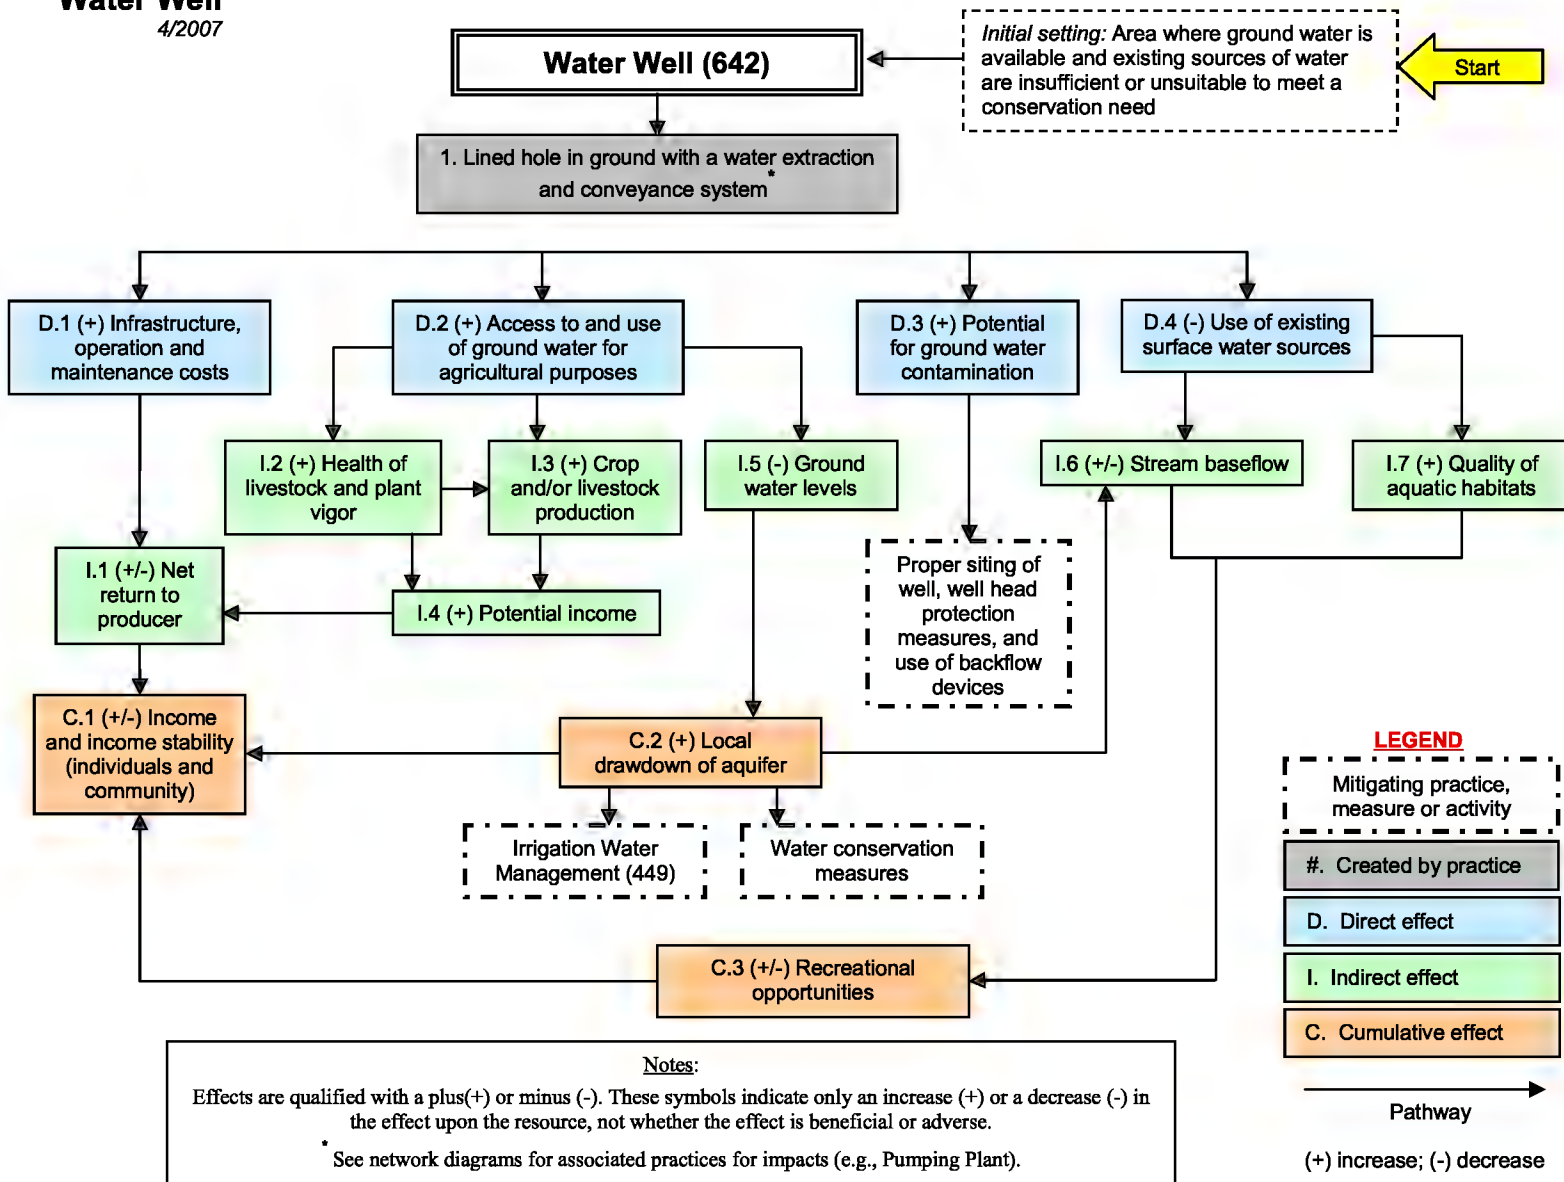 Water Well
4/2007
Water Well (642)
Initial setting: Area where ground water is
available and existing sources of water
are insufficient or unsuitable to meet a
conservation need
Start
1. Lined hole in ground with a water extraction
and conveyance system*
D.1 (+) Infrastructure,
operation and
maintenance costs
D.2 (+) Access to and use
of ground water for
agricultural purposes
D.3 (+) Potential
for ground water
contamination
D.4 (-) Use of existing
surface water sources
I.2 (+) Health of
livestock and plant
vigor
I.3 (+) Crop
and/or livestock
production
I.5 (-) Ground
water levels
I.6 (+/-) Stream baseflow
I.7 (+) Quality of
aquatic habitats
I.1 (+/-) Net
return to
producer
I.4 (+) Potential income
Proper siting of
well, well head
protection
measures, and
use of backflow
devices
C.1 (+/-) Income
and income stability
(individuals and
community)
C.2 (+) Local
drawdown of aquifer
Irrigation Water
Management (449)
Water conservation
measures
C.3 (+/-) Recreational
opportunities
LEGEND
Mitigating practice,
measure or activity
#. Created by practice
D. Direct effect
I. Indirect effect
C. Cumulative effect
Pathway
(+) increase; (-) decrease
Notes:
Effects are qualified with a plus(+) or minus (-). These symbols indicate only an increase (+) or a decrease (-) in
the effect upon the resource, not whether the effect is beneficial or adverse.
* See network diagrams for associated practices for impacts (e.g., Pumping Plant).